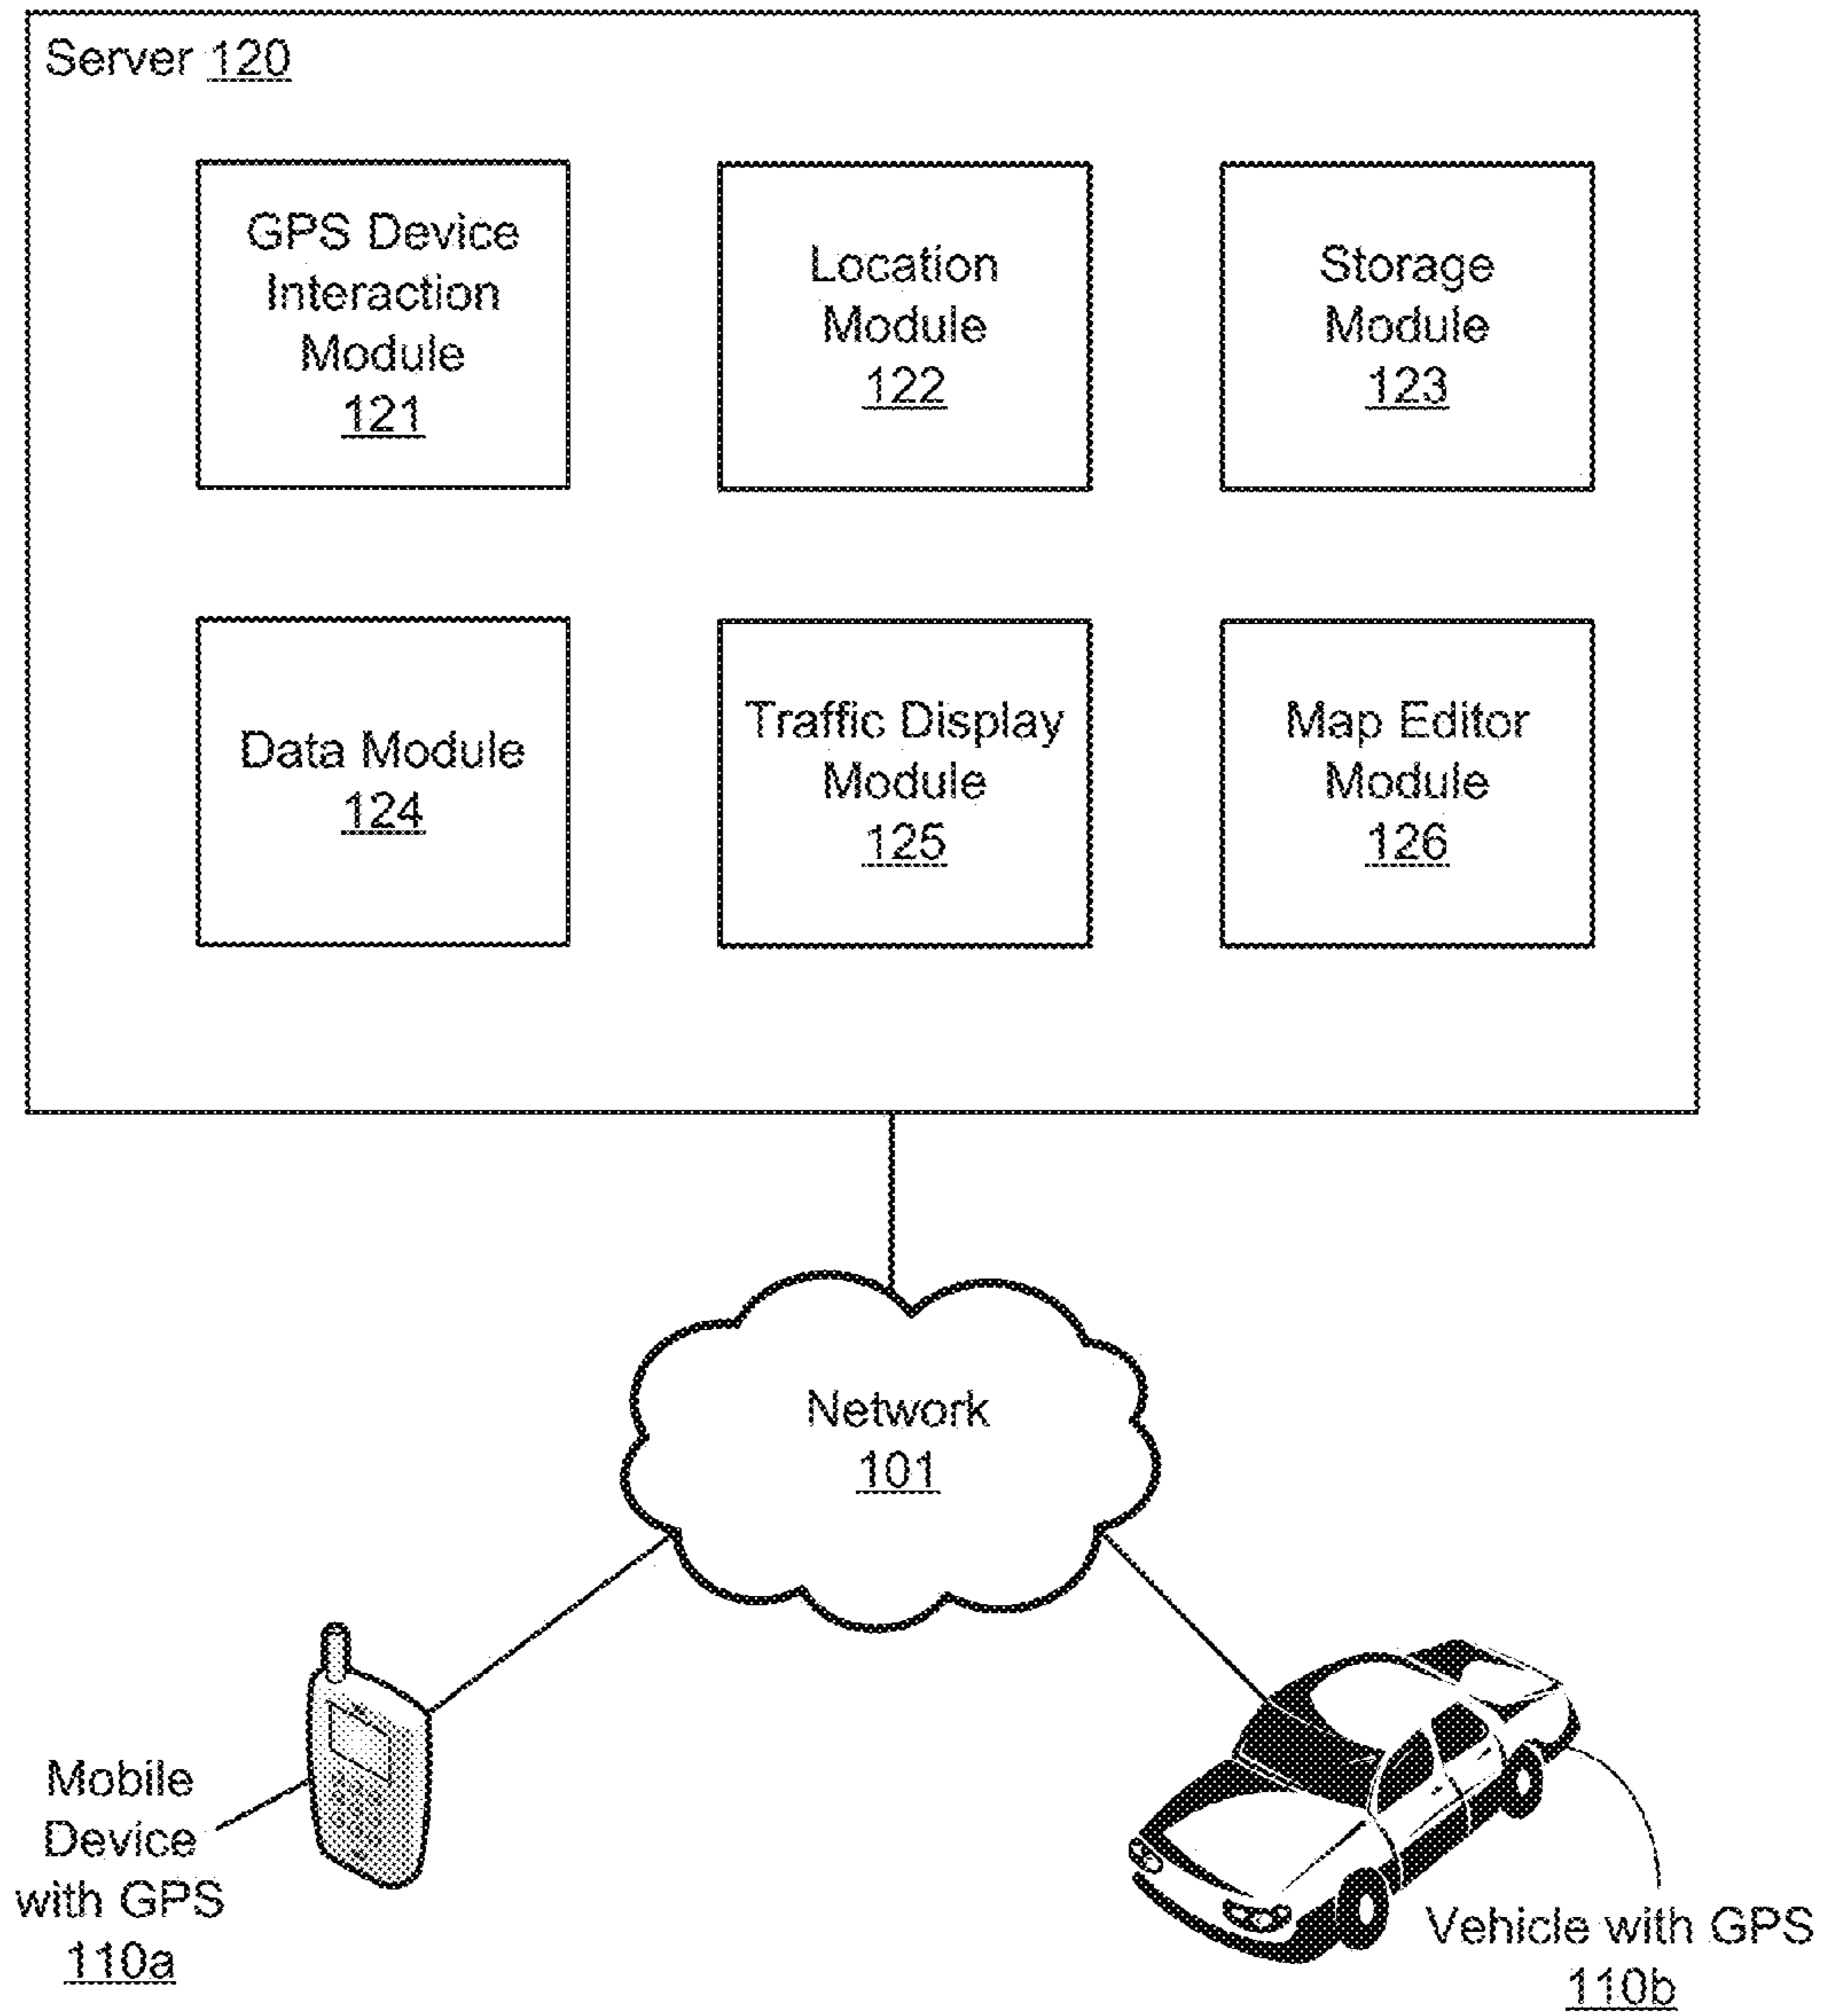 Server 120
GPS Device
Interaction
Module
121
Location
Module
122
Storage
Module
123
Data Module
124
Traffic Display
Module
125
Map Editor
Module
126
Network
101
Mobile
Device
with GPS
110a
Vehicle with GPS
110b